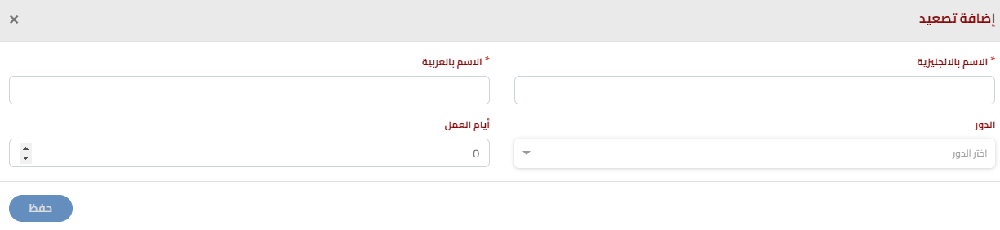 إضافة تصعيد ×
* الاسم بالانجليزية
* الاسم بالعربية
الدور
اختر الدور
أيام العمل
0
حفظ